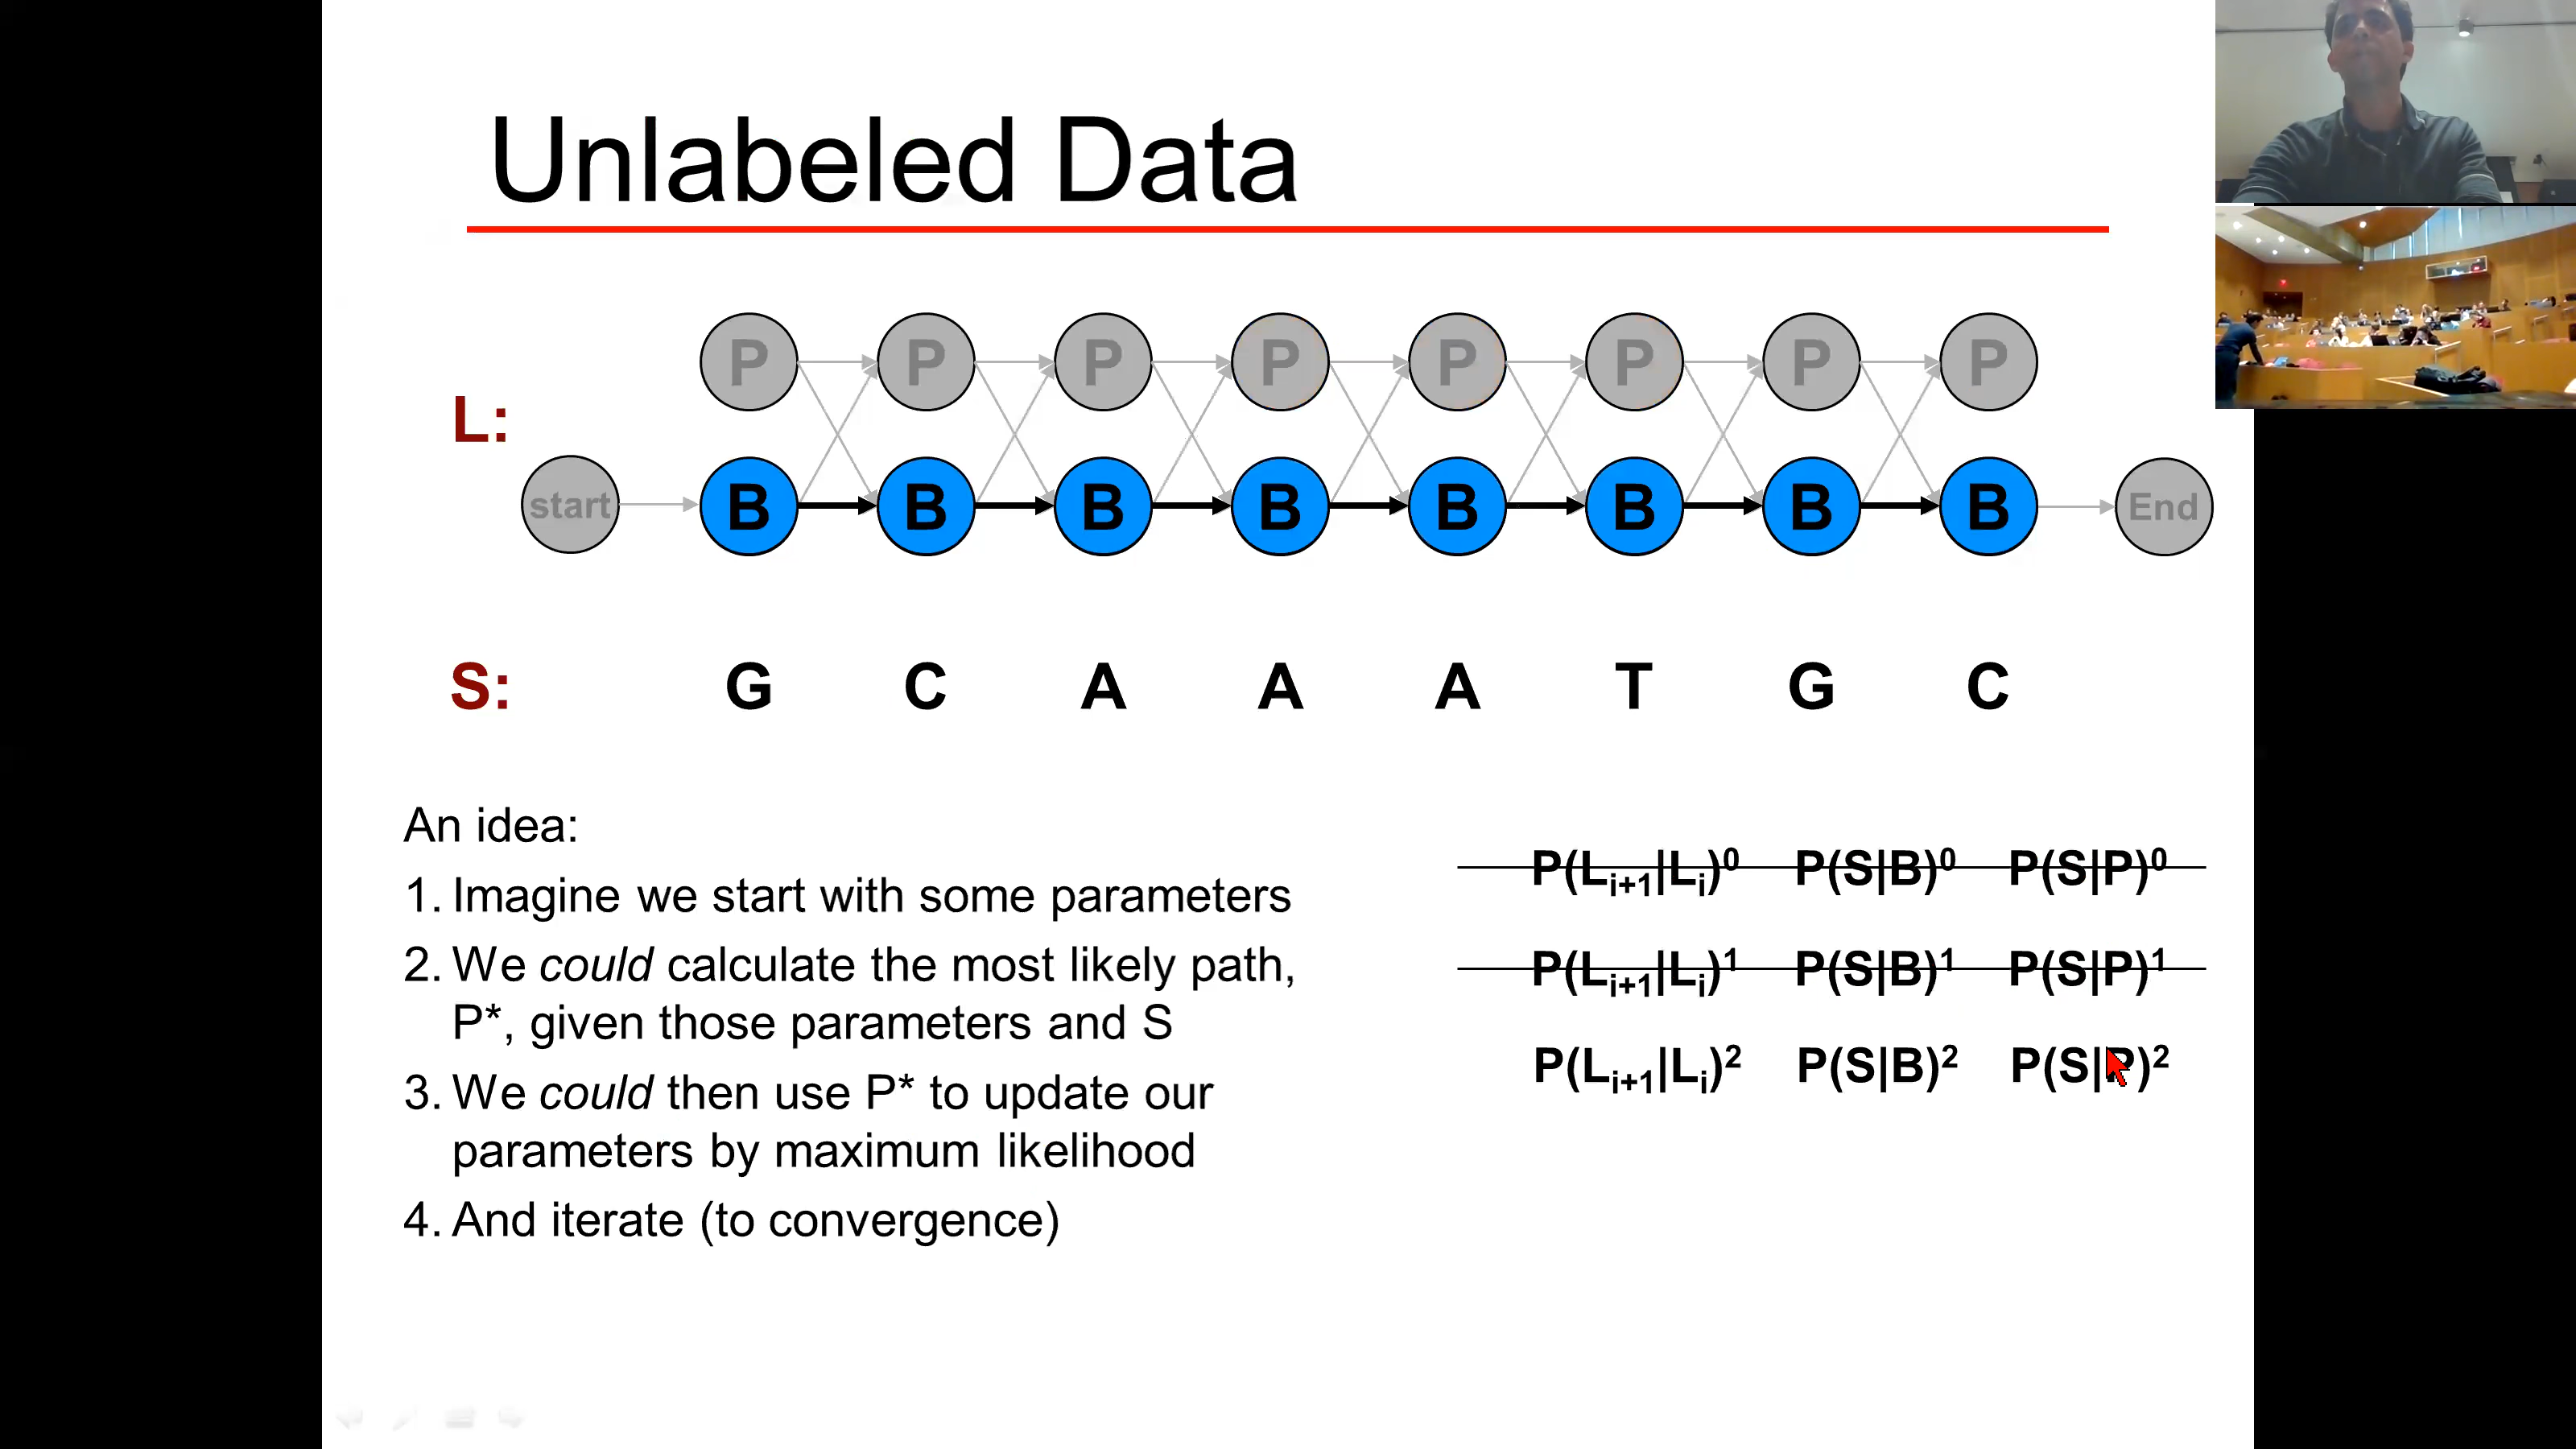 Unlabeled Data
P P P P P P P P
L:
start B B B B B B B B End
S: G C A A A T G C
An idea:
1. Imagine we start with some parameters
2. We could calculate the most likely path,
P*, given those parameters and S
3. We could then use P* to update our
parameters by maximum likelihood
4. And iterate (to convergence)
P(Li+1|Li)0 P(S|B)0 P(S|P)0
P(Li+1|Li)1 P(S|B)1 P(S|P)1
P(Li+1|Li)2 P(S|B)2 P(S|P)2